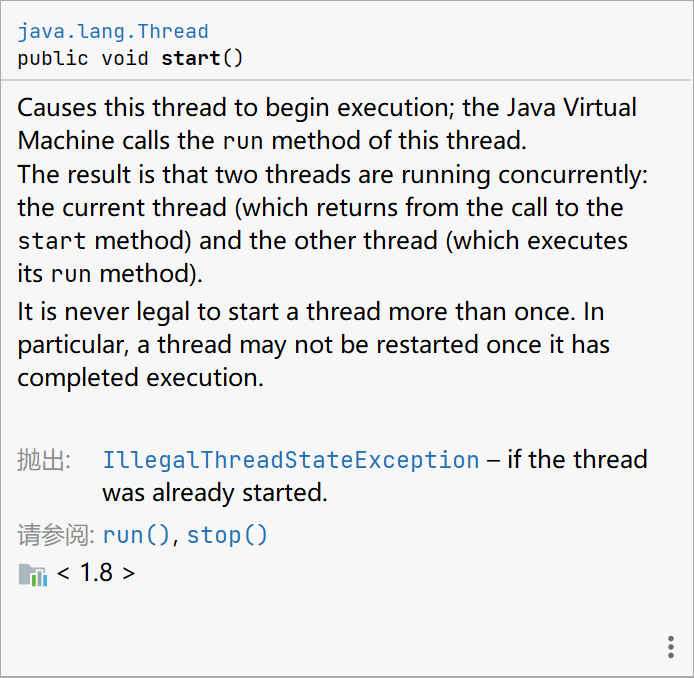 java.lang.Thread
public void start()
Causes this thread to begin execution; the Java Virtual
Machine calls the run method of this thread.
The result is that two threads are running concurrently:
the current thread (which returns from the call to the
start method) and the other thread (which executes
its run method).
It is never legal to start a thread more than once. In
particular, a thread may not be restarted once it has
completed execution.
抛出: IllegalThreadStateException – if the thread
was already started.
请参阅: run(), stop()
< 1.8 >